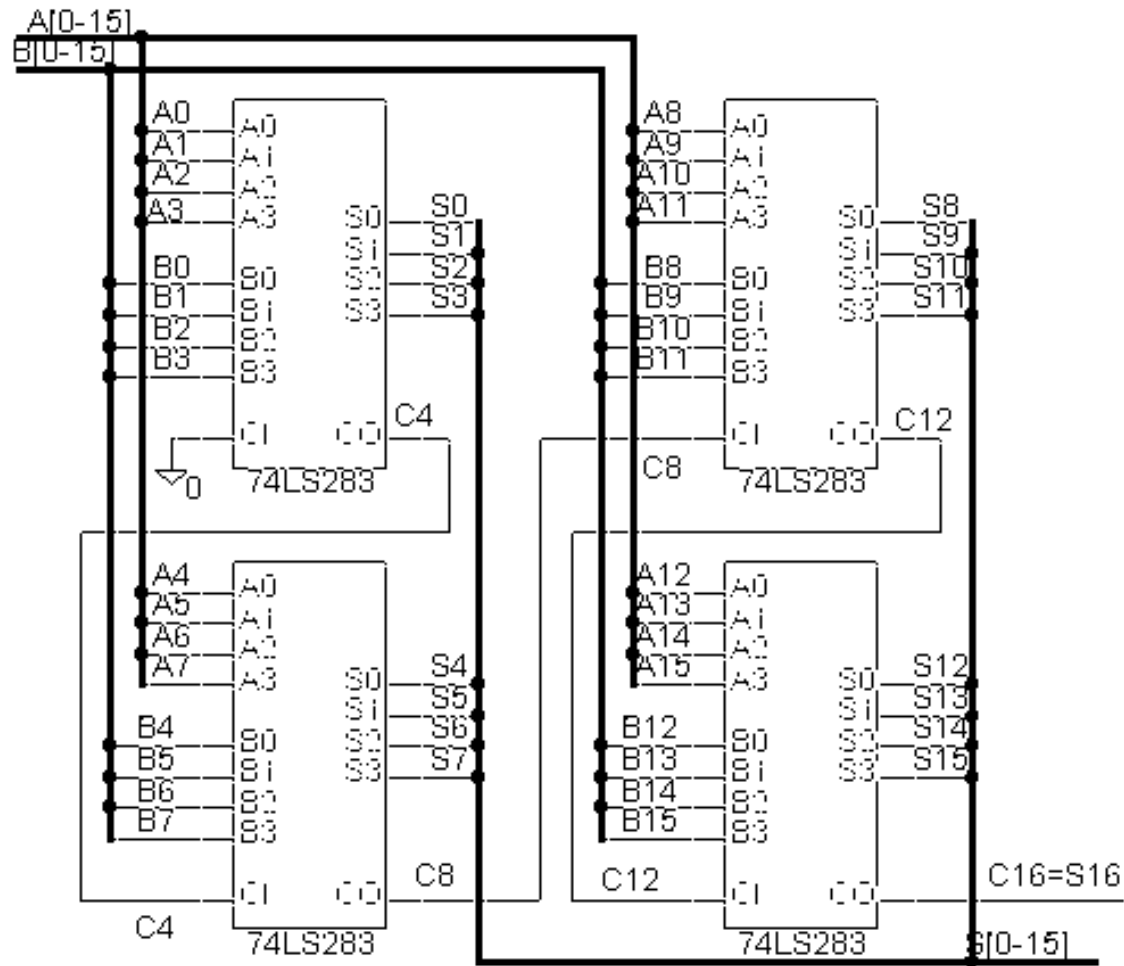 A[0-15]
B[0-15]
A0
A1
A2
A3
B0
B1
B2
B3
A0
A1
A2
A3
B0
B1
B2
B3
CI
S0
S1
S2
S3
CO
S0
S1
S2
S3
C4
0
74LS283
A8
A9
A10
A11
B8
B9
B10
B11
A0
A1
A2
A3
B0
B1
B2
B3
CI
S0
S1
S2
S3
CO
S8
S9
S10
S11
C12
C8
74LS283
A4
A5
A6
A7
B4
B5
B6
B7
A0
A1
A2
A3
B0
B1
B2
B3
CI
S0
S1
S2
S3
CO
S4
S5
S6
S7
C8
C4
74LS283
A12
A13
A14
A15
B12
B13
B14
B15
A0
A1
A2
A3
B0
B1
B2
B3
CI
S0
S1
S2
S3
CO
S12
S13
S14
S15
C12
C16=S16
74LS283
S[0-15]